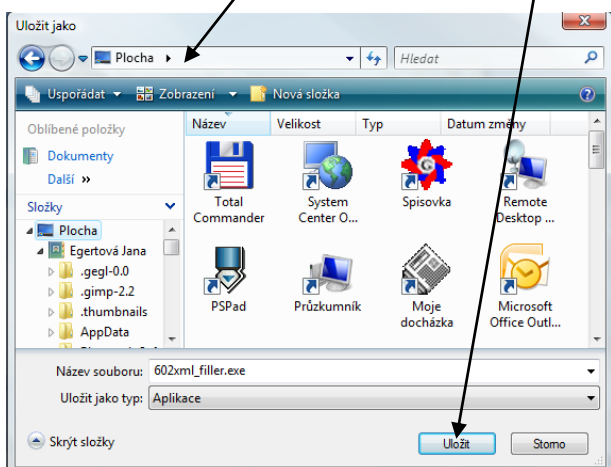 Uložit jako
Plocha
Hledat
Uspořádat Zobrazení Nová složka
Oblíbené položky
Dokumenty
Další »
Složky
Plocha
Egertová Jana
.gegl-0.0
.gimp-2.2
.thumbnails
AppData
Název Velikost Typ Datum změny
Total Commander
System Center O...
Spisovka
Remote Desktop ...
PSPad
Průzkumník
Moje docházka
Microsoft Office Outl...
Název souboru: 602xml_filler.exe
Uložit jako typ: Aplikace
Skrýt složky
Uložit Storno